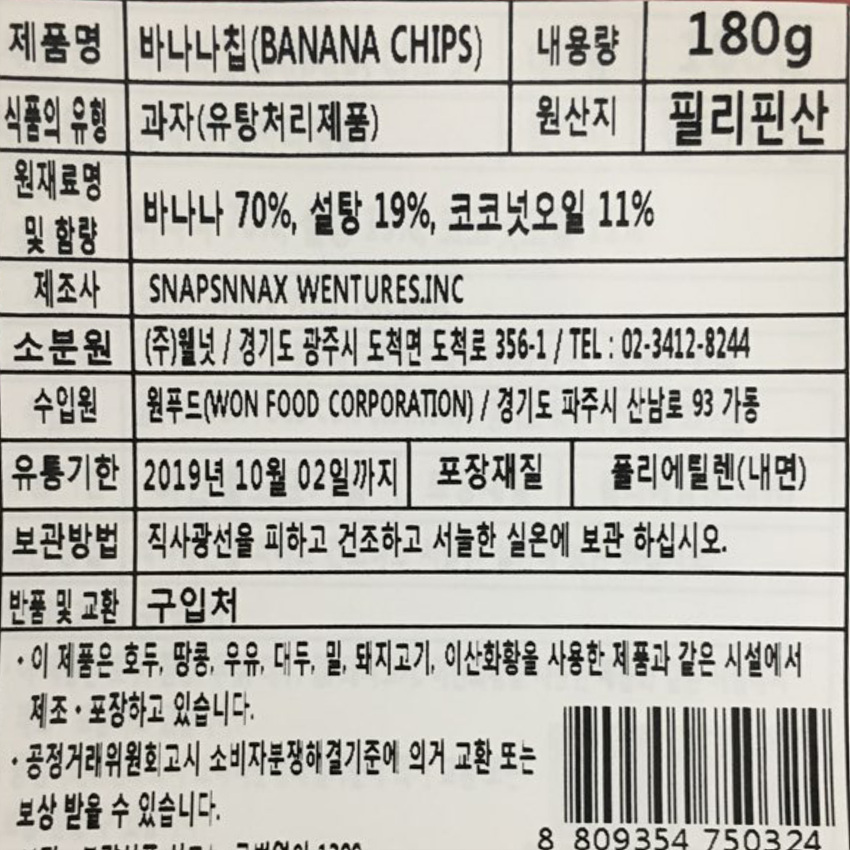 제품명 바나나칩(BANANA CHIPS) 내용량 180g
식품의 유형 과자(유탕처리제품) 원산지 필리핀산
원재료명
및 함량 바나나 70%, 설탕 19%, 코코넛오일 11%
제조사 SNAPSNNAX WENTURES.INC
소분원 (주)월넛 / 경기도 광주시 도척면 도척로 356-1 / TEL : 02-3412-8244
수입원 원푸드(WON FOOD CORPORATION) / 경기도 파주시 산남로 93 가동
유통기한 2019년 10월 02일까지 포장재질 폴리에틸렌(내면)
보관방법 직사광선을 피하고 건조하고 서늘한 실온에 보관 하십시오.
반품 및 교환 구입처
· 이 제품은 호두, 땅콩, 우유, 대두, 밀, 돼지고기, 이산화황을 사용한 제품과 같은 시설에서
제조 · 포장하고 있습니다.
· 공정거래위원회고시 소비자분쟁해결기준에 의거 교환 또는
보상 받을 수 있습니다.
8 809354 750324